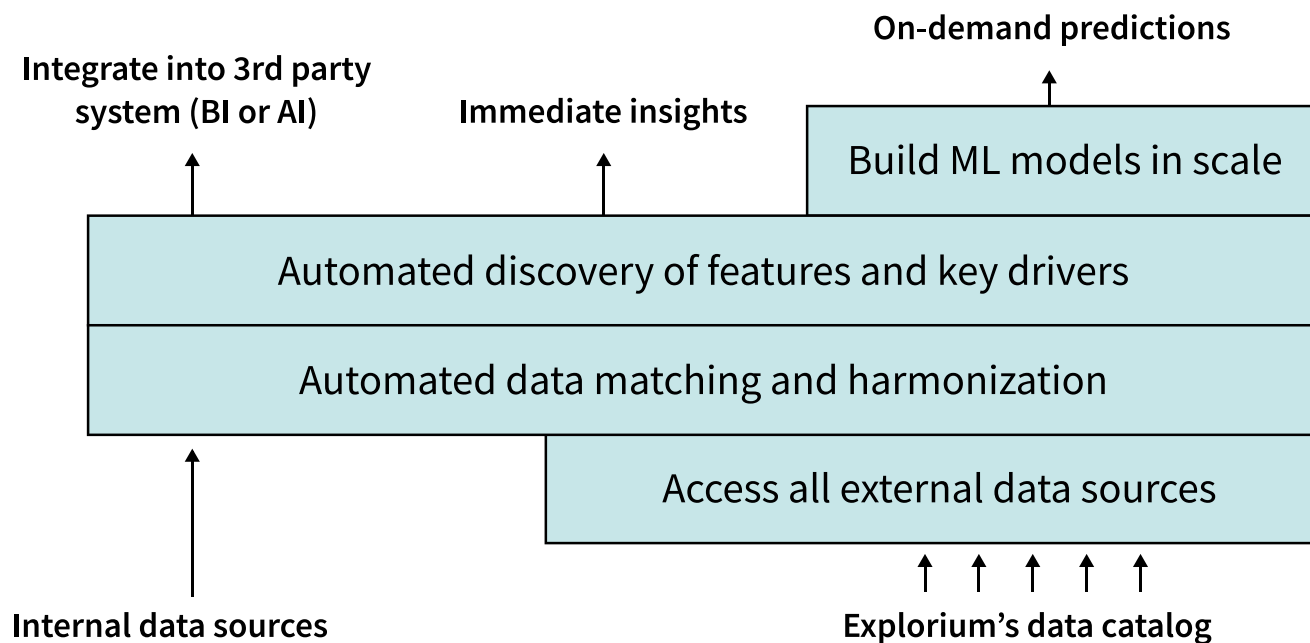 On-demand predictions
Integrate into 3rd party
system (BI or AI)
Immediate insights
Build ML models in scale
Automated discovery of features and key drivers
Automated data matching and harmonization
Access all external data sources
Internal data sources
Explorium’s data catalog